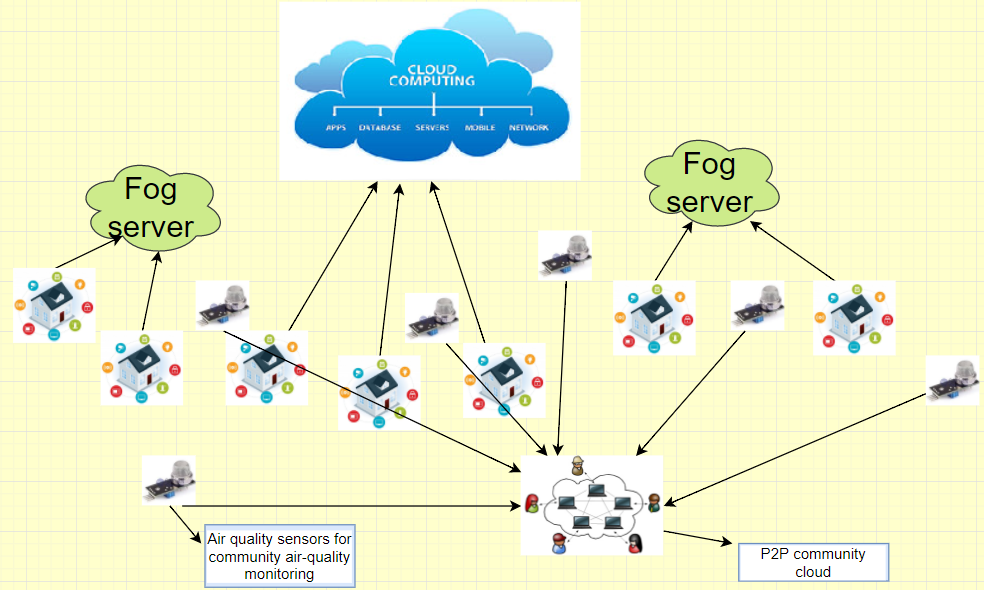 CLOUD
COMPUTING
APPS DATABASE SERVERS MOBILE NETWORK
Fog
server
Fog
server
Air quality sensors for
community air-quality
monitoring
P2P community
cloud